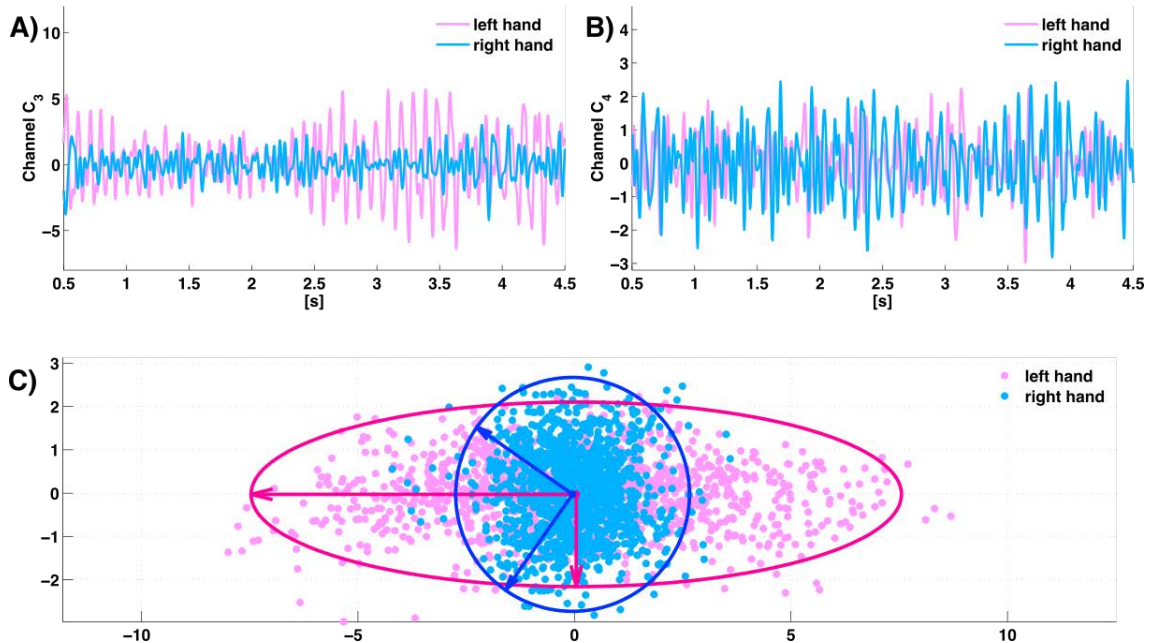 A)
left hand
right hand
Channel C3
10
5
0
−5
0.5 1 1.5 2 2.5 3 3.5 4 4.5
[s]
B)
left hand
right hand
Channel C4
4
3
2
1
0
−1
−2
−3
0.5 1 1.5 2 2.5 3 3.5 4 4.5
[s]
C)
left hand
right hand
3
2
1
0
−1
−2
−10 −5 0 5 10